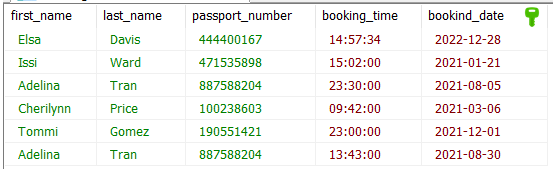 first_name last_name passport_number booking_time bookind_date
Elsa Davis 444400167 14:57:34 2022-12-28
Issi Ward 471535898 15:02:00 2021-01-21
Adelina Tran 887588204 23:30:00 2021-08-05
Cherilynn Price 100238603 09:42:00 2021-03-06
Tommi Gomez 190551421 23:00:00 2021-12-01
Adelina Tran 887588204 13:43:00 2021-08-30